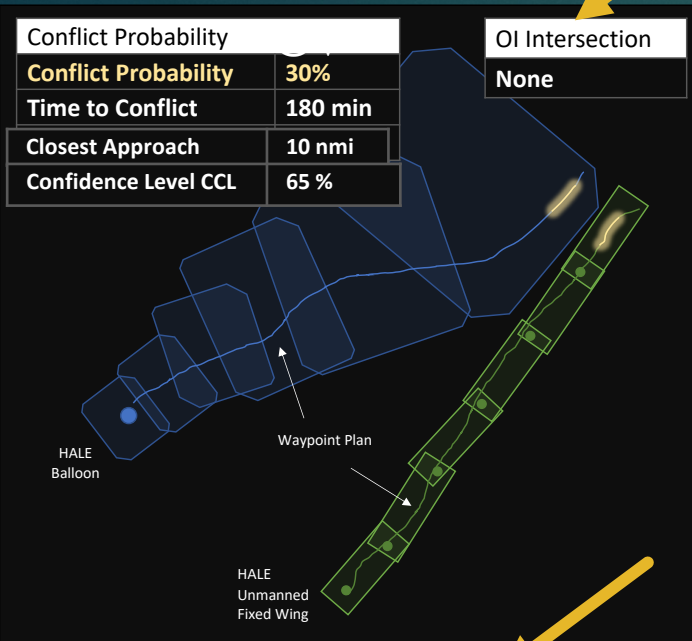 Conflict Probability
Conflict Probability 30%
Time to Conflict 180 min
Closest Approach 10 nmi
Confidence Level CCL 65 %
OI Intersection
None
Waypoint Plan
HALE
Balloon
HALE
Unmanned
Fixed Wing